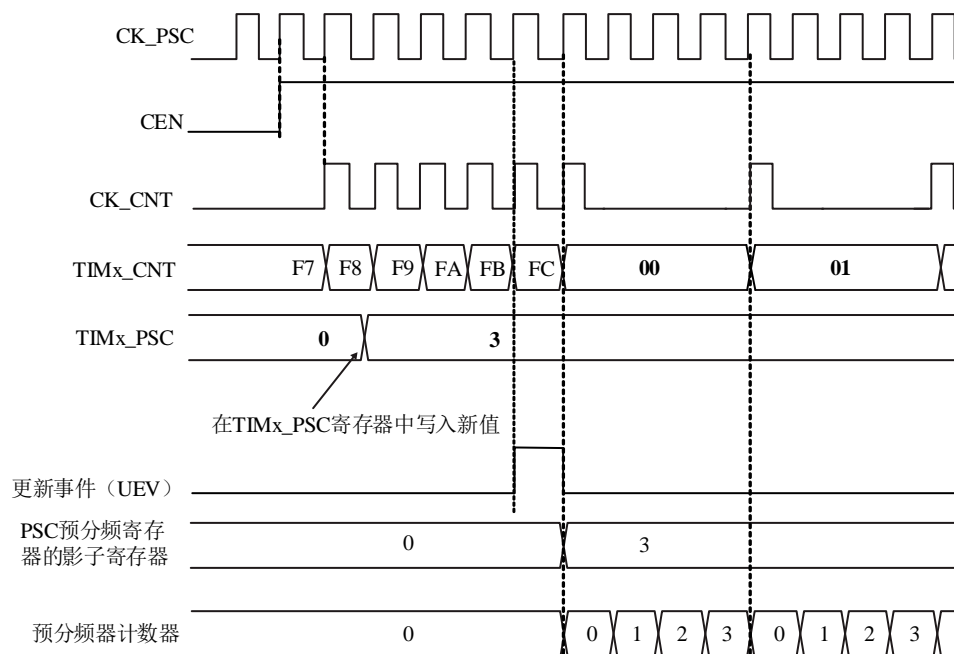 CK_PSC
CEN
CK_CNT
TIMx_CNT F7 F8 F9 FA FB FC 00 01
TIMx_PSC 0 3
在TIMx_PSC寄存器中写入新值
更新事件（UEV）
PSC预分频寄存
器的影子寄存器 0 3
预分频器计数器 0 0 1 2 3 0 1 2 3